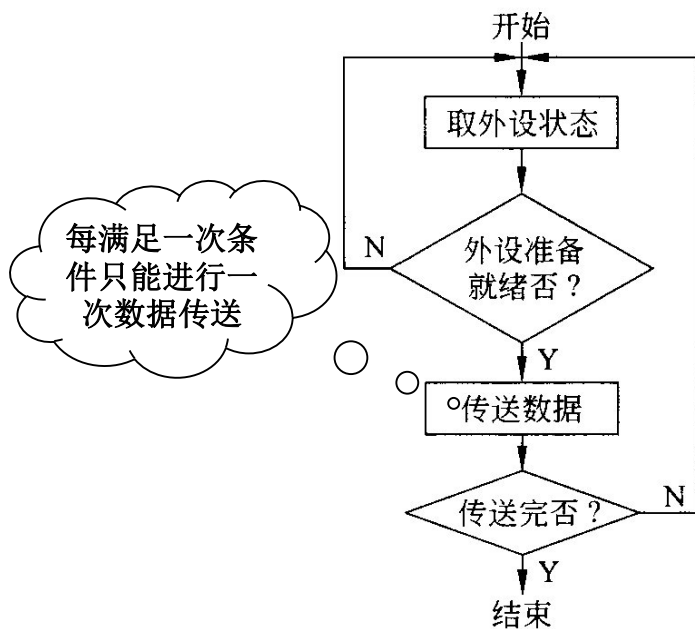 开始
取外设状态
每满足一次条
件只能进行一
次数据传送
N
外设准备
就绪否？
Y
传送数据
传送完否？
N
Y
结束